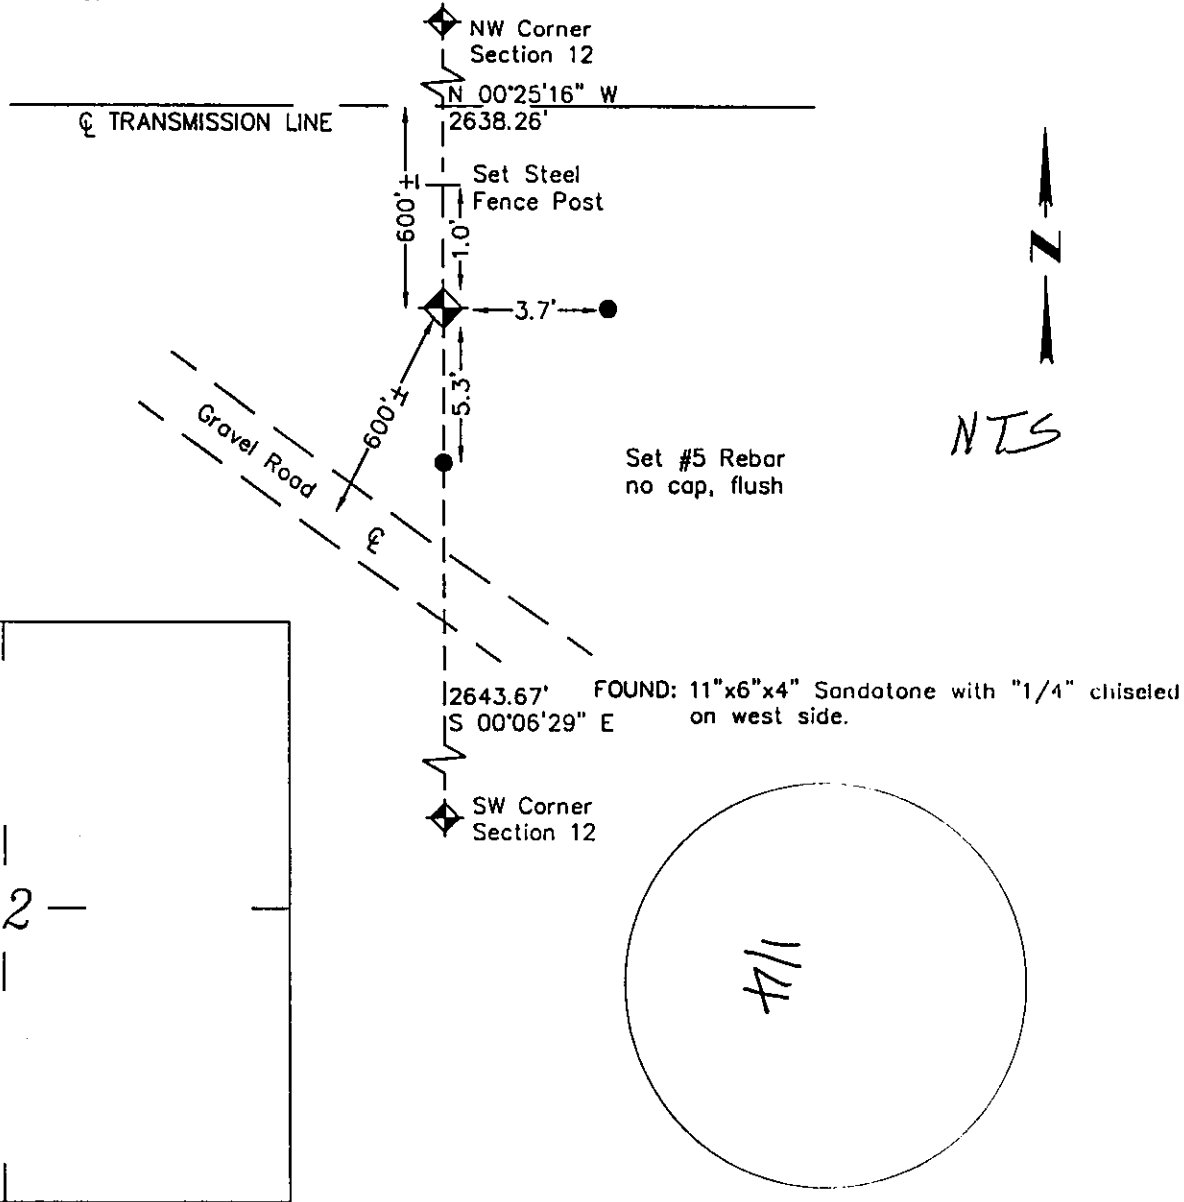 NW Corner
Section 12
N 00°25'16" W
2638.26'
℄ TRANSMISSION LINE
Set Steel
Fence Post
600'±
1.0'
N
3.7'
5.3'
600'±
Gravel Road
℄
NTS
Set #5 Rebar
no cap, flush
2643.67'
S 00°06'29" E
FOUND: 11"x6"x4" Sandstone with "1/4" chiseled
on west side.
SW Corner
Section 12
2
1/4